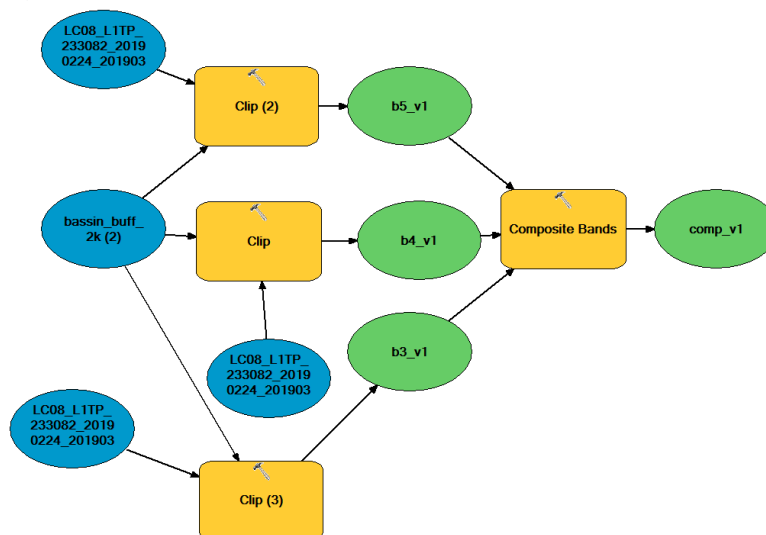 LC08_L1TP_
233082_2019
0224_201903
Clip (2)
b5_v1
bassin_buff_
2k (2)
Clip
b4_v1
Composite Bands
comp_v1
LC08_L1TP_
233082_2019
0224_201903
b3_v1
LC08_L1TP_
233082_2019
0224_201903
Clip (3)